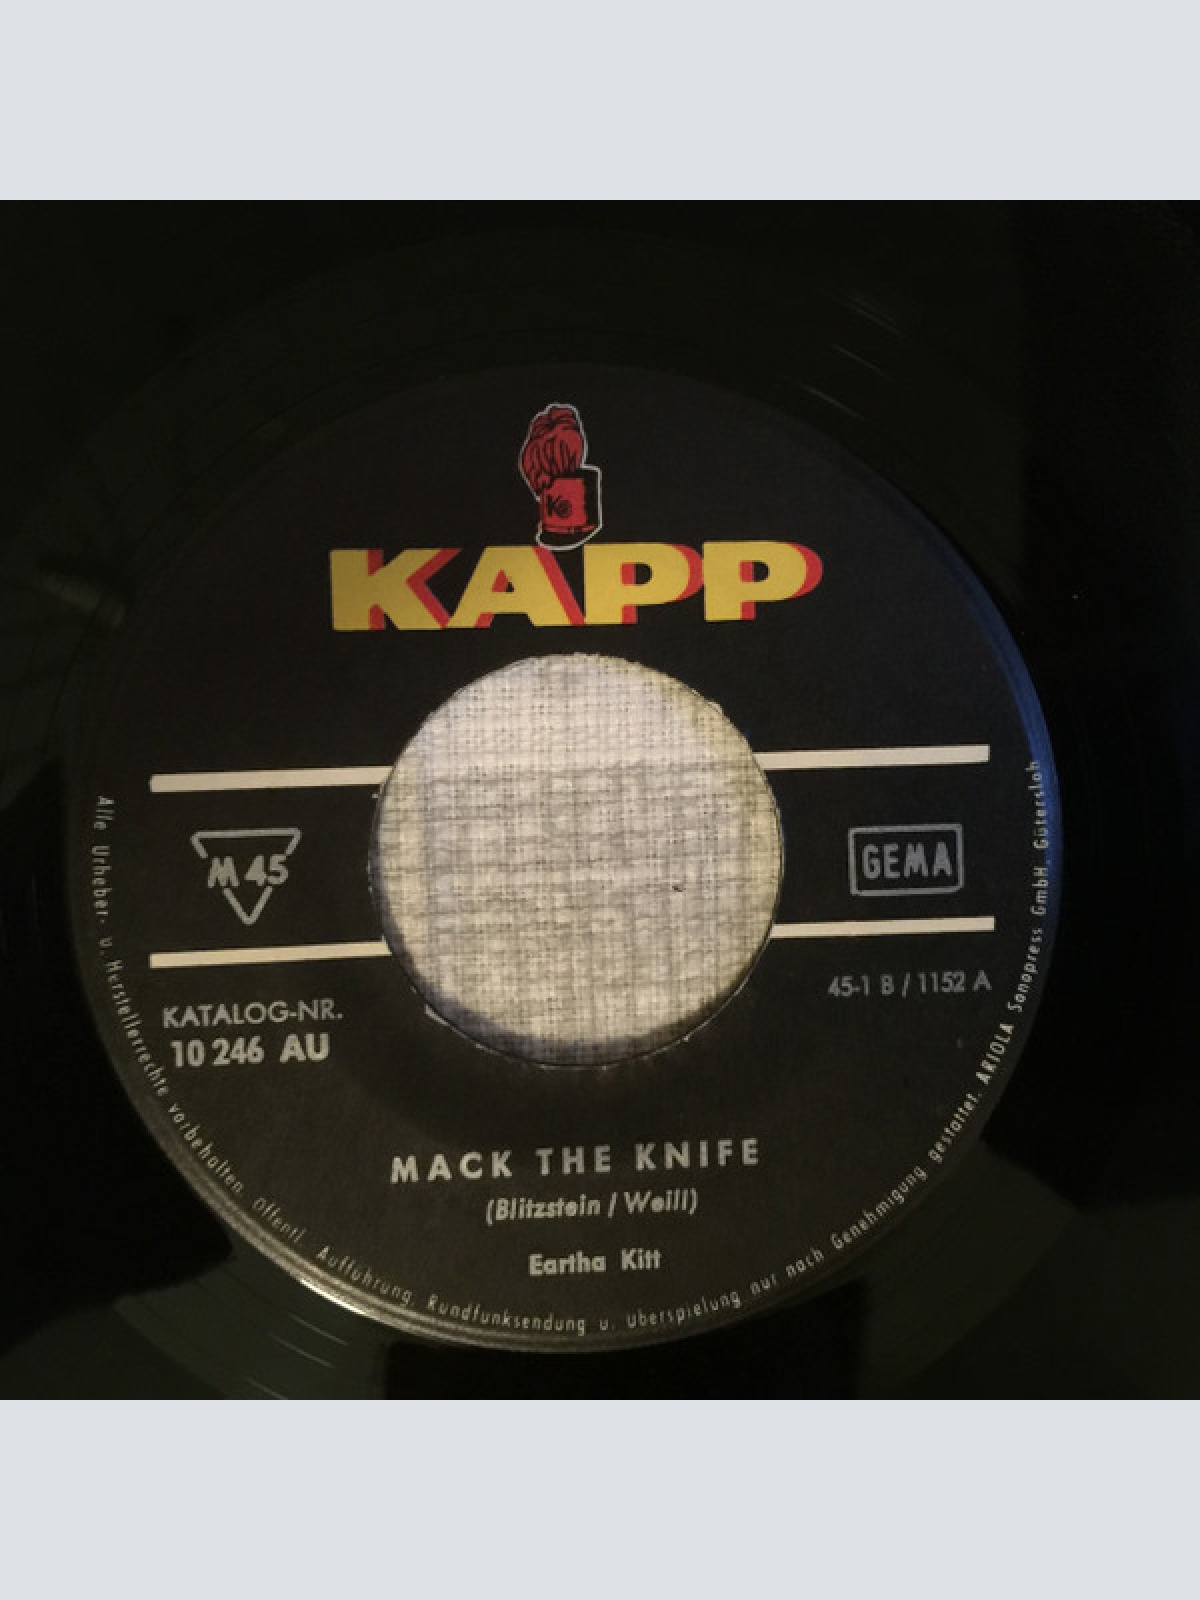 KAPP
M 45
GEMA
45-1 B / 1152 A
KATALOG-NR.
10 246 AU
MACK THE KNIFE
(Blitzstein / Weill)
Eartha Kitt
Alle Urheber- u. Herstellerrechte vorbehalten. Öffentl. Aufführung, Rundfunksendung u. Überspielung nur nach Genehmigung gestattet. ARIOLA Sonopress GmbH. Gütersloh